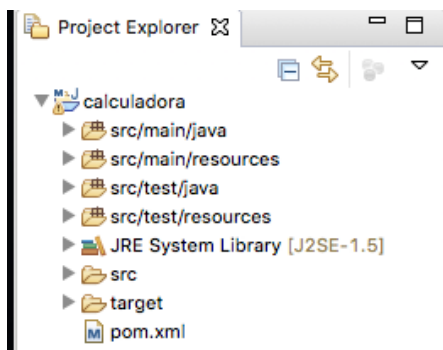 Project Explorer
calculadora
src/main/java
src/main/resources
src/test/java
src/test/resources
JRE System Library [J2SE-1.5]
src
target
pom.xml